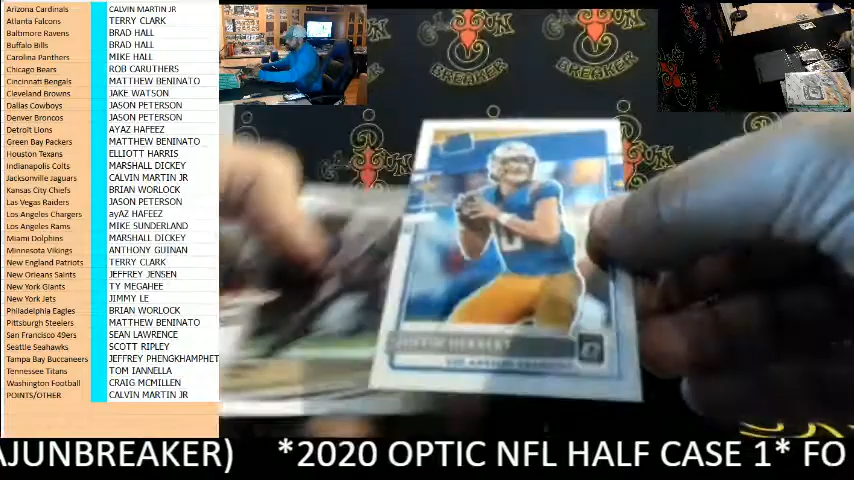 Arizona Cardinals CALVIN MARTIN JR
Atlanta Falcons TERRY CLARK
Baltimore Ravens BRAD HALL
Buffalo Bills BRAD HALL
Carolina Panthers MIKE HALL
Chicago Bears ROB CARUTHERS
Cincinnati Bengals MATTHEW BENINATO
Cleveland Browns JAKE WATSON
Dallas Cowboys JASON PETERSON
Denver Broncos JASON PETERSON
Detroit Lions AYAZ HAFEEZ
Green Bay Packers MATTHEW BENINATO
Houston Texans ELLIOTT HARRIS
Indianapolis Colts MARSHALL DICKEY
Jacksonville Jaguars CALVIN MARTIN JR
Kansas City Chiefs BRIAN WORLOCK
Las Vegas Raiders JASON PETERSON
Los Angeles Chargers ayAZ HAFEEZ
Los Angeles Rams MIKE SUNDERLAND
Miami Dolphins MARSHALL DICKEY
Minnesota Vikings ANTHONY GUINAN
New England Patriots TERRY CLARK
New Orleans Saints JEFFREY JENSEN
New York Giants TY MEGAHEE
New York Jets JIMMY LE
Philadelphia Eagles BRIAN WORLOCK
Pittsburgh Steelers MATTHEW BENINATO
San Francisco 49ers SEAN LAWRENCE
Seattle Seahawks SCOTT RIPLEY
Tampa Bay Buccaneers JEFFREY PHENGKHAMPHET
Tennessee Titans TOM IANNELLA
Washington Football CRAIG MCMILLEN
POINTS/OTHER CALVIN MARTIN JR
BREAKER
BREAKER
JUSTIN HERBERT
LOS ANGELES CHARGERS
AJUNBREAKER) *2020 OPTIC NFL HALF CASE 1* FO